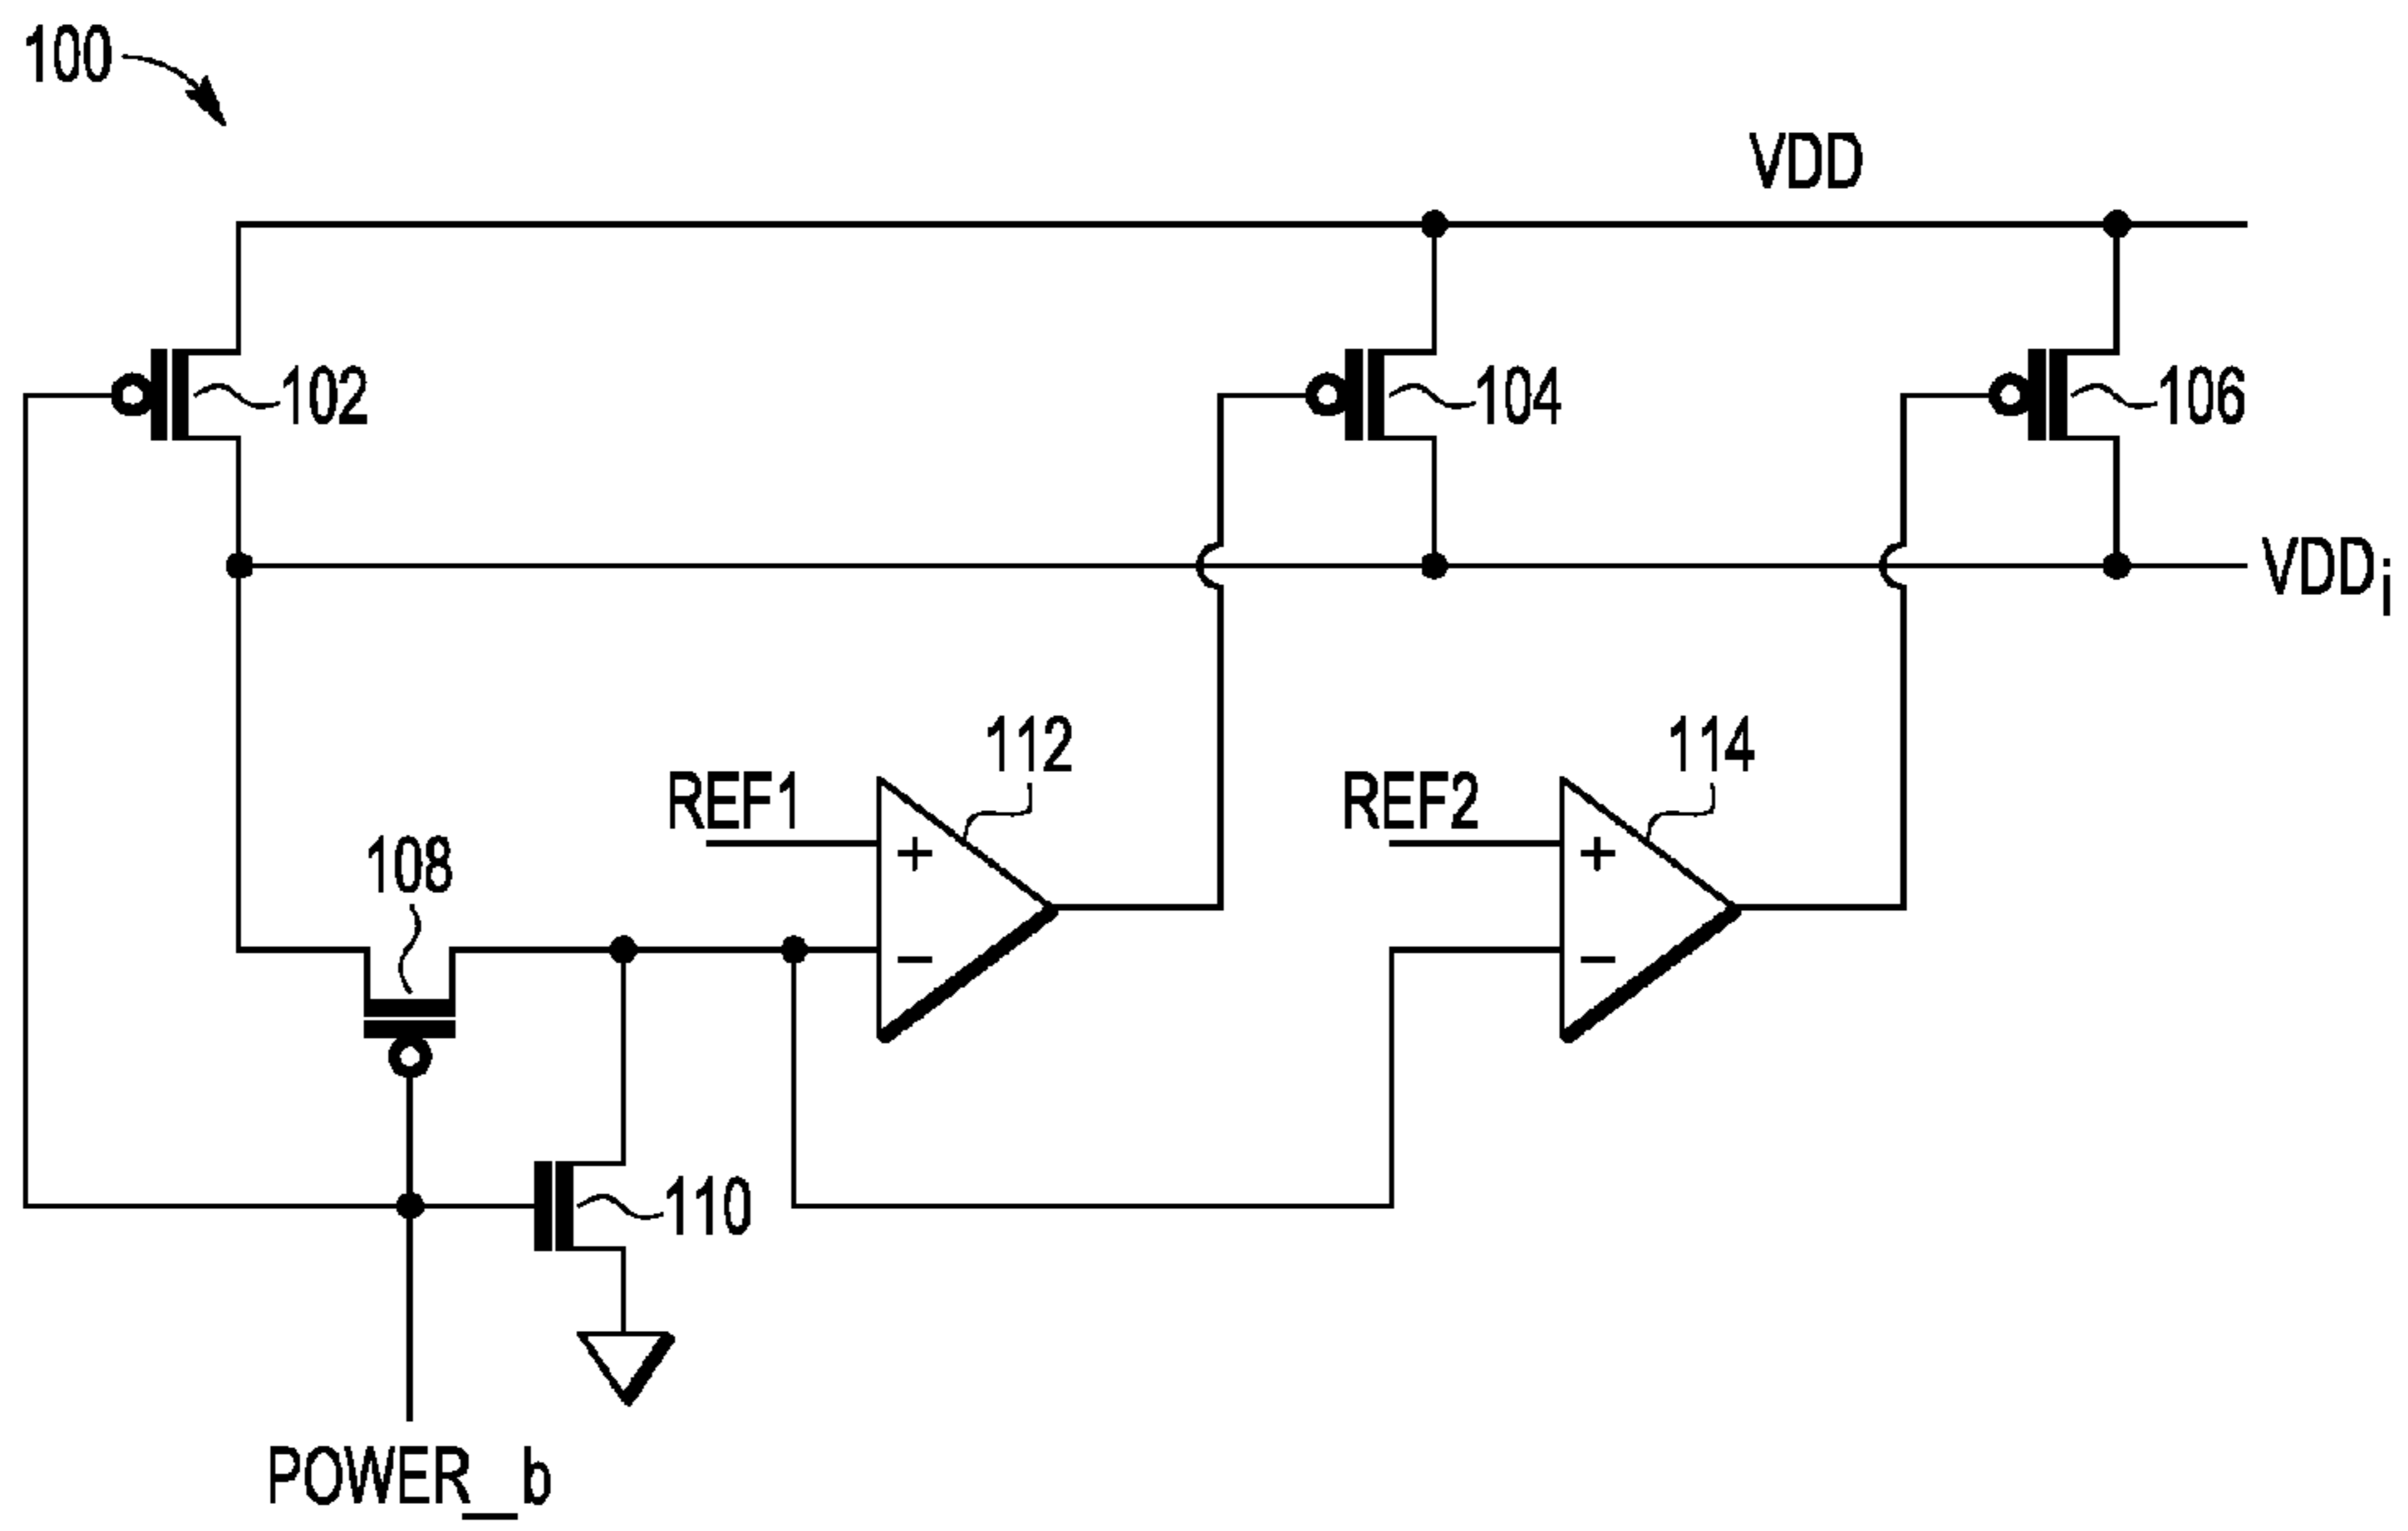 100
VDD
102
104
106
VDDi
112
114
REF1
REF2
108
+
+
−
−
110
POWER_b